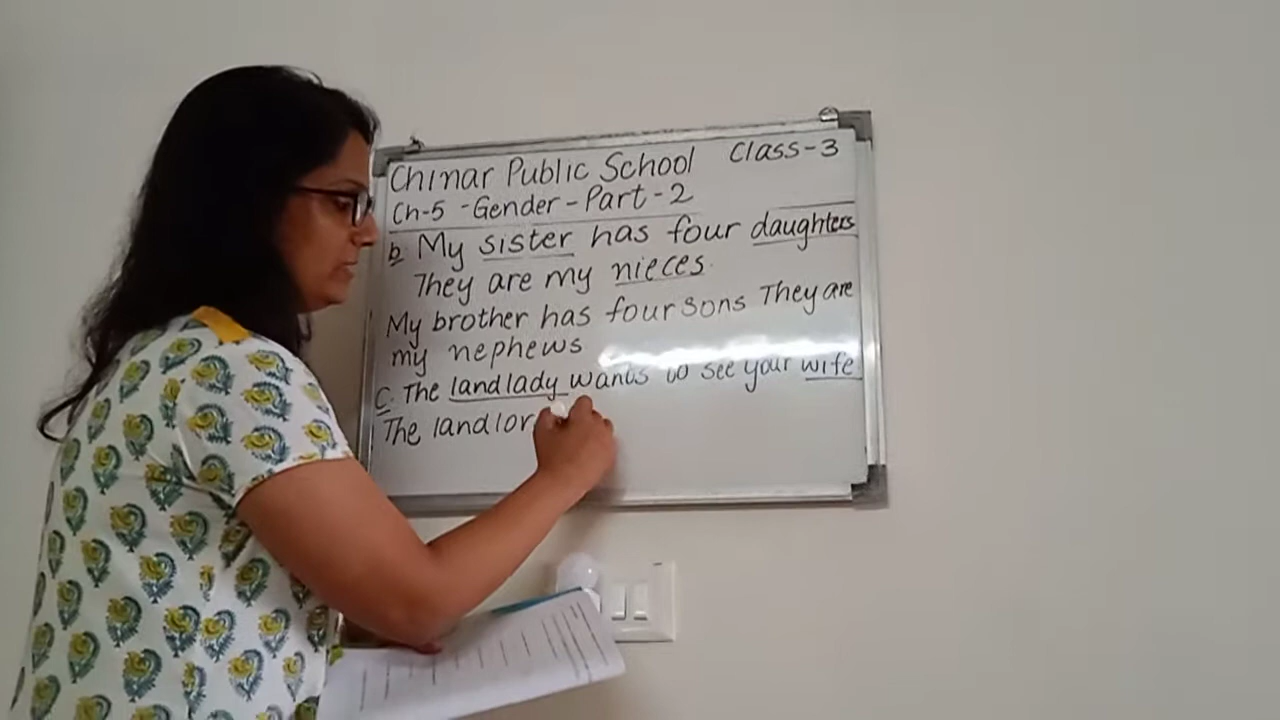 Chinar Public School Class-3
Ch-5 - Gender - Part - 2
b. My sister has four daughters
They are my nieces.
My brother has four sons They are
my nephews
C. The landlady wants to see your wife
The landlor